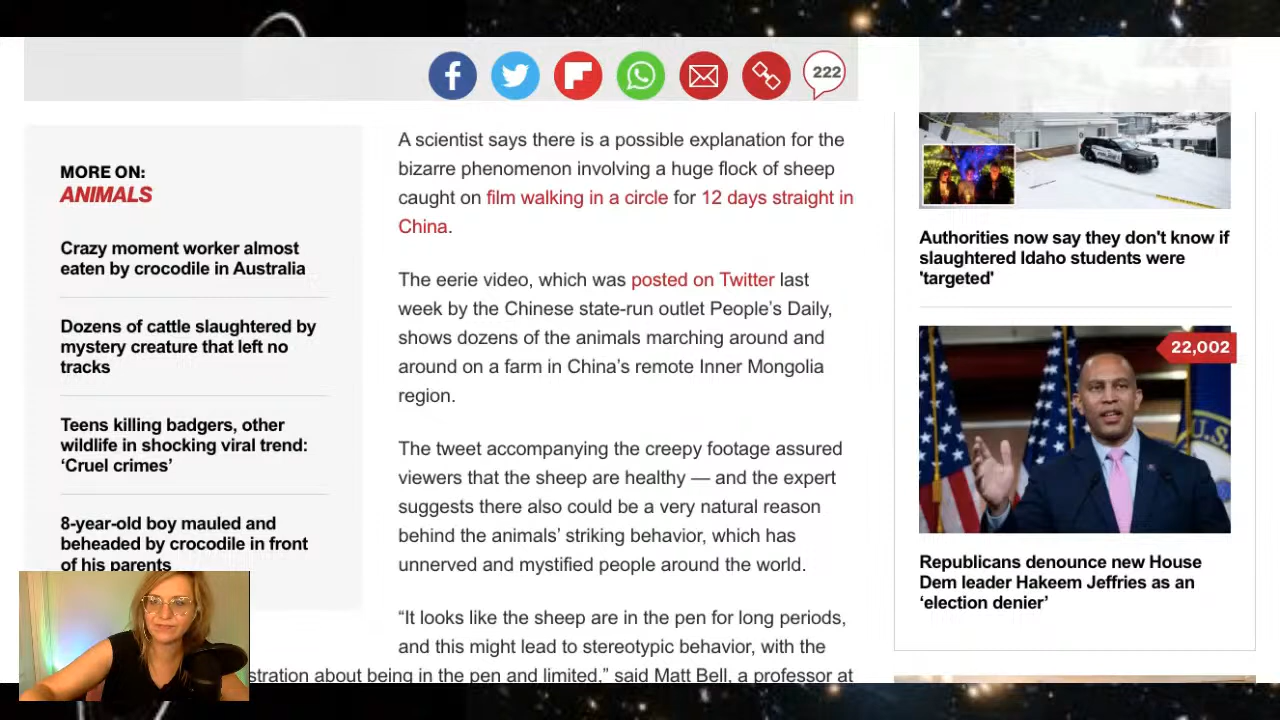 222
MORE ON:
ANIMALS
Crazy moment worker almost
eaten by crocodile in Australia
Dozens of cattle slaughtered by
mystery creature that left no
tracks
Teens killing badgers, other
wildlife in shocking viral trend:
‘Cruel crimes’
8-year-old boy mauled and
beheaded by crocodile in front
of his parents
A scientist says there is a possible explanation for the
bizarre phenomenon involving a huge flock of sheep
caught on film walking in a circle for 12 days straight in
China.
The eerie video, which was posted on Twitter last
week by the Chinese state-run outlet People’s Daily,
shows dozens of the animals marching around and
around on a farm in China’s remote Inner Mongolia
region.
The tweet accompanying the creepy footage assured
viewers that the sheep are healthy — and the expert
suggests there also could be a very natural reason
behind the animals’ striking behavior, which has
unnerved and mystified people around the world.
“It looks like the sheep are in the pen for long periods,
and this might lead to stereotypic behavior, with the
stration about being in the pen and limited,” said Matt Bell, a professor at
Authorities now say they don't know if
slaughtered Idaho students were
'targeted'
22,002
U.S.
Republicans denounce new House
Dem leader Hakeem Jeffries as an
‘election denier’